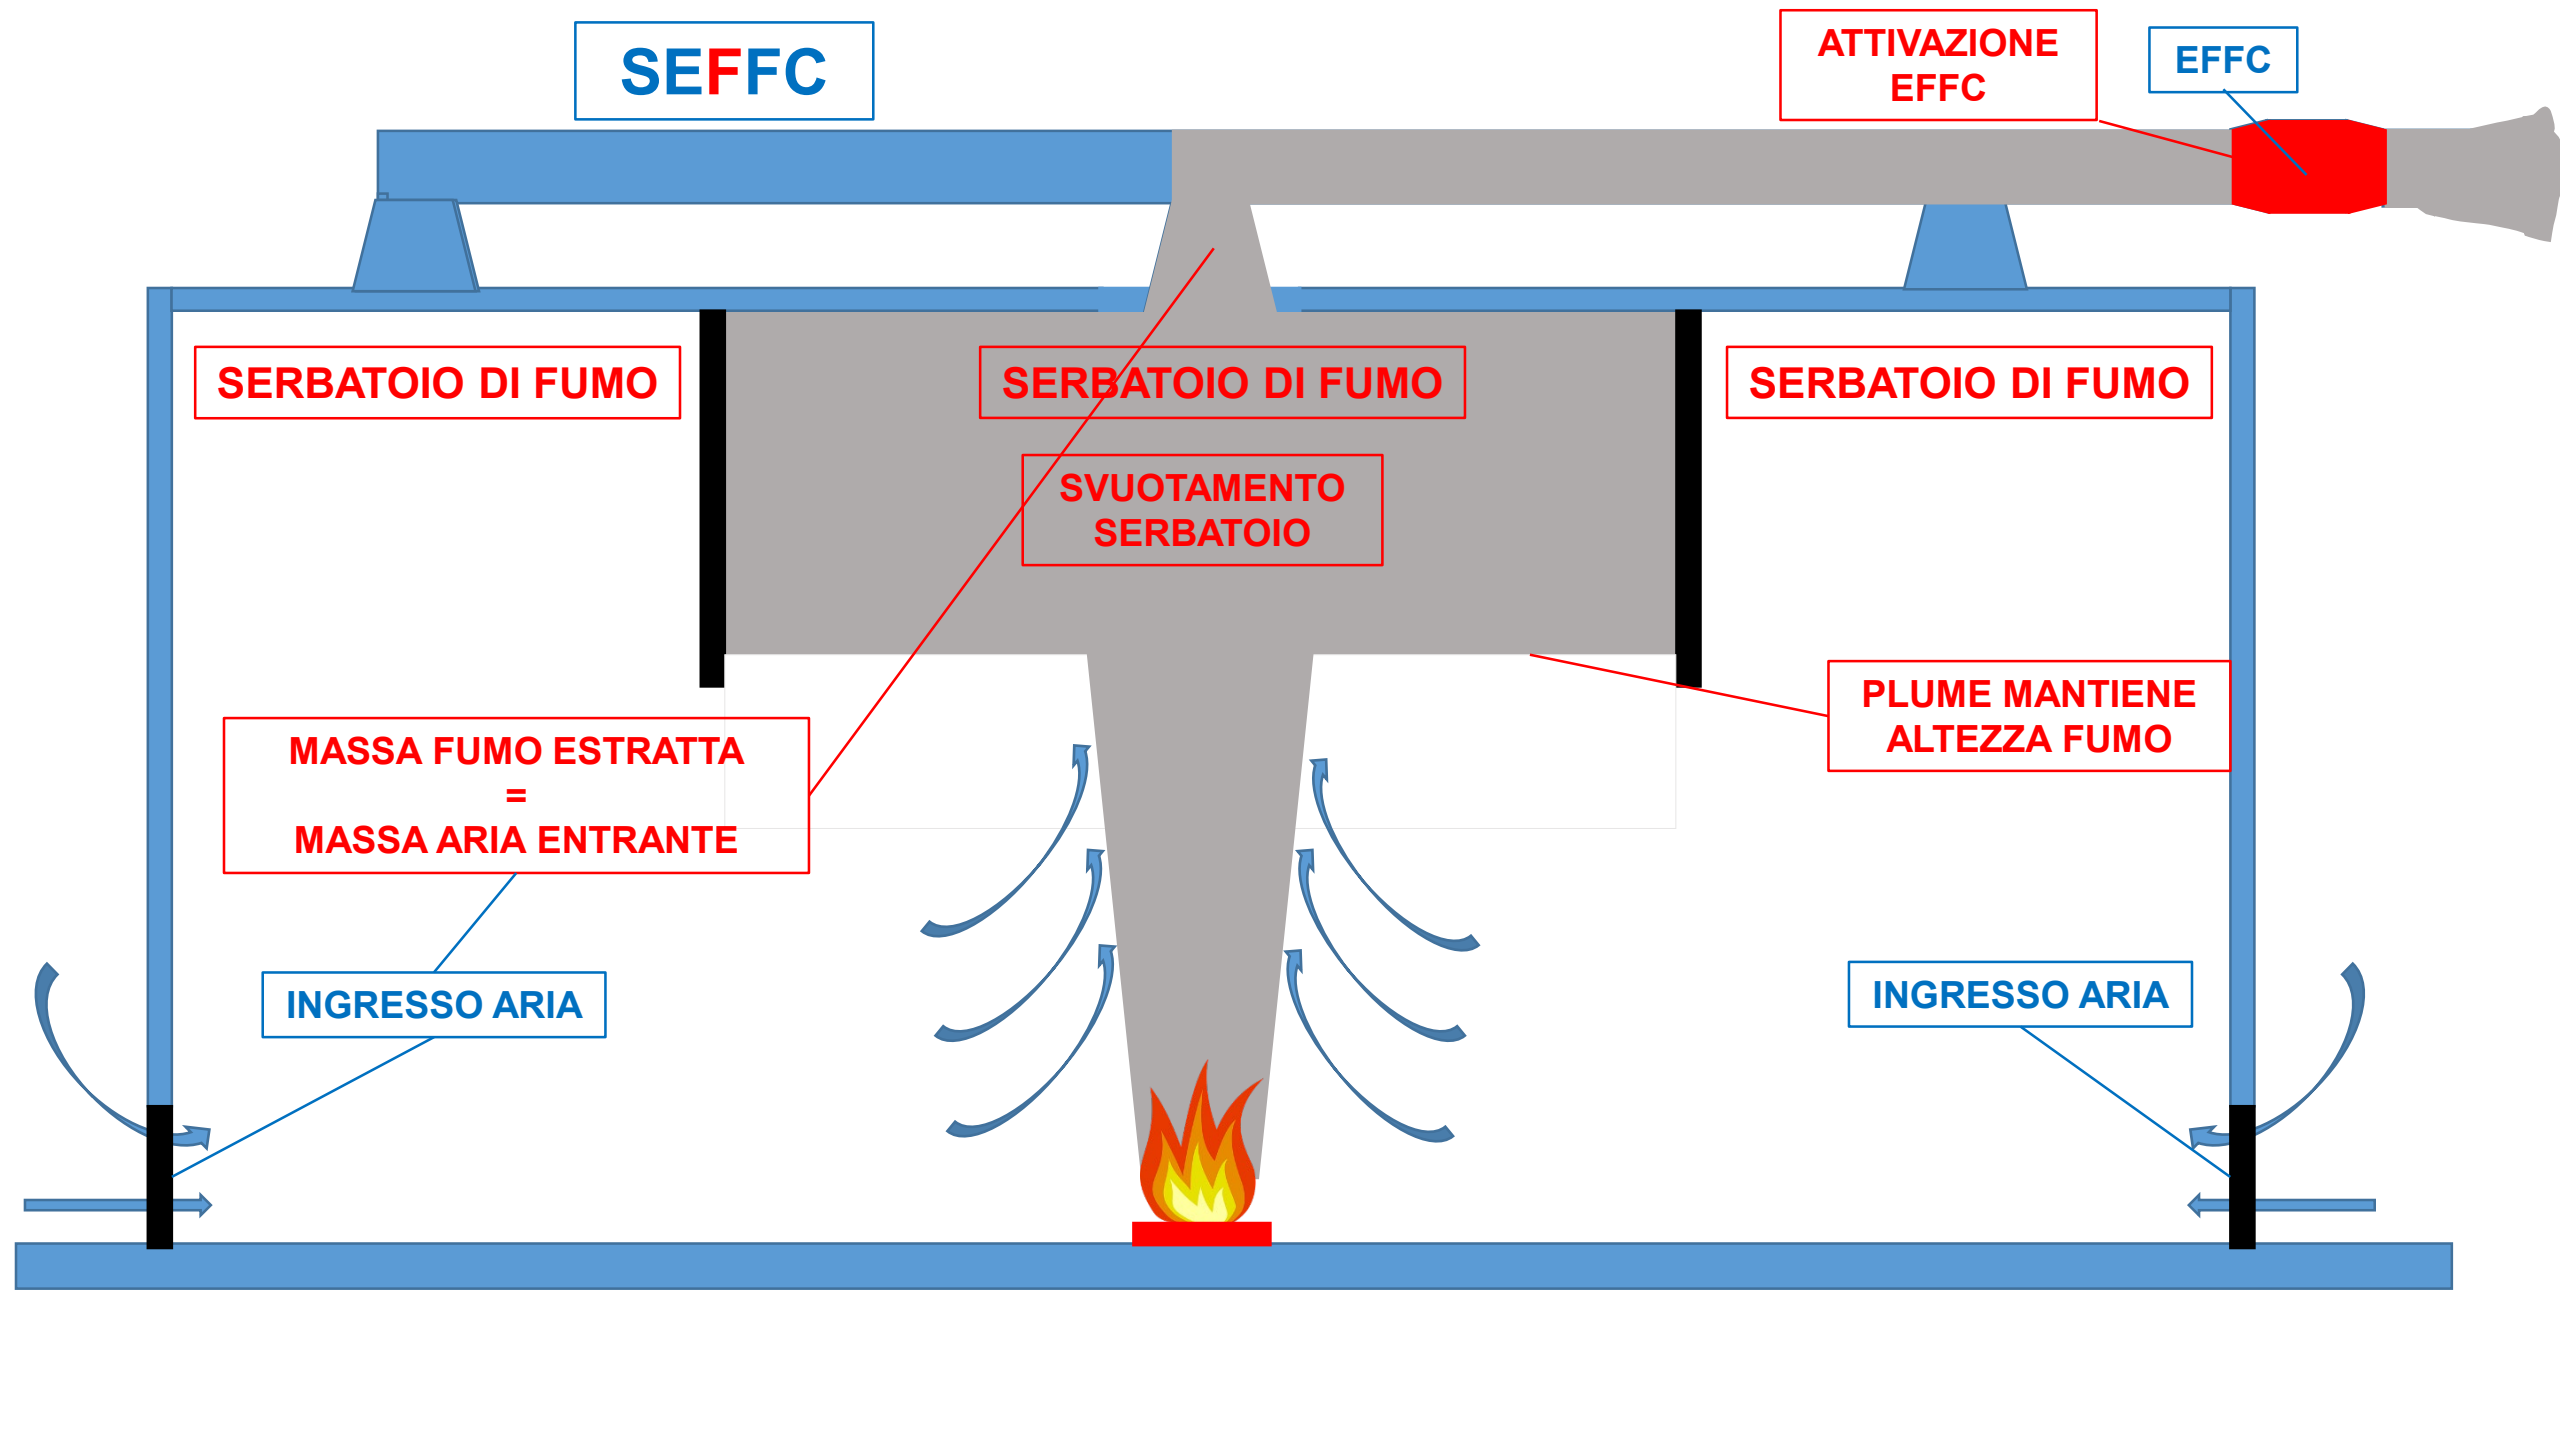 SEFFC
ATTIVAZIONE
EFFC
EFFC
SERBATOIO DI FUMO
SERBATOIO DI FUMO
SERBATOIO DI FUMO
SVUOTAMENTO
SERBATOIO
PLUME MANTIENE
ALTEZZA FUMO
MASSA FUMO ESTRATTA
=
MASSA ARIA ENTRANTE
INGRESSO ARIA
INGRESSO ARIA